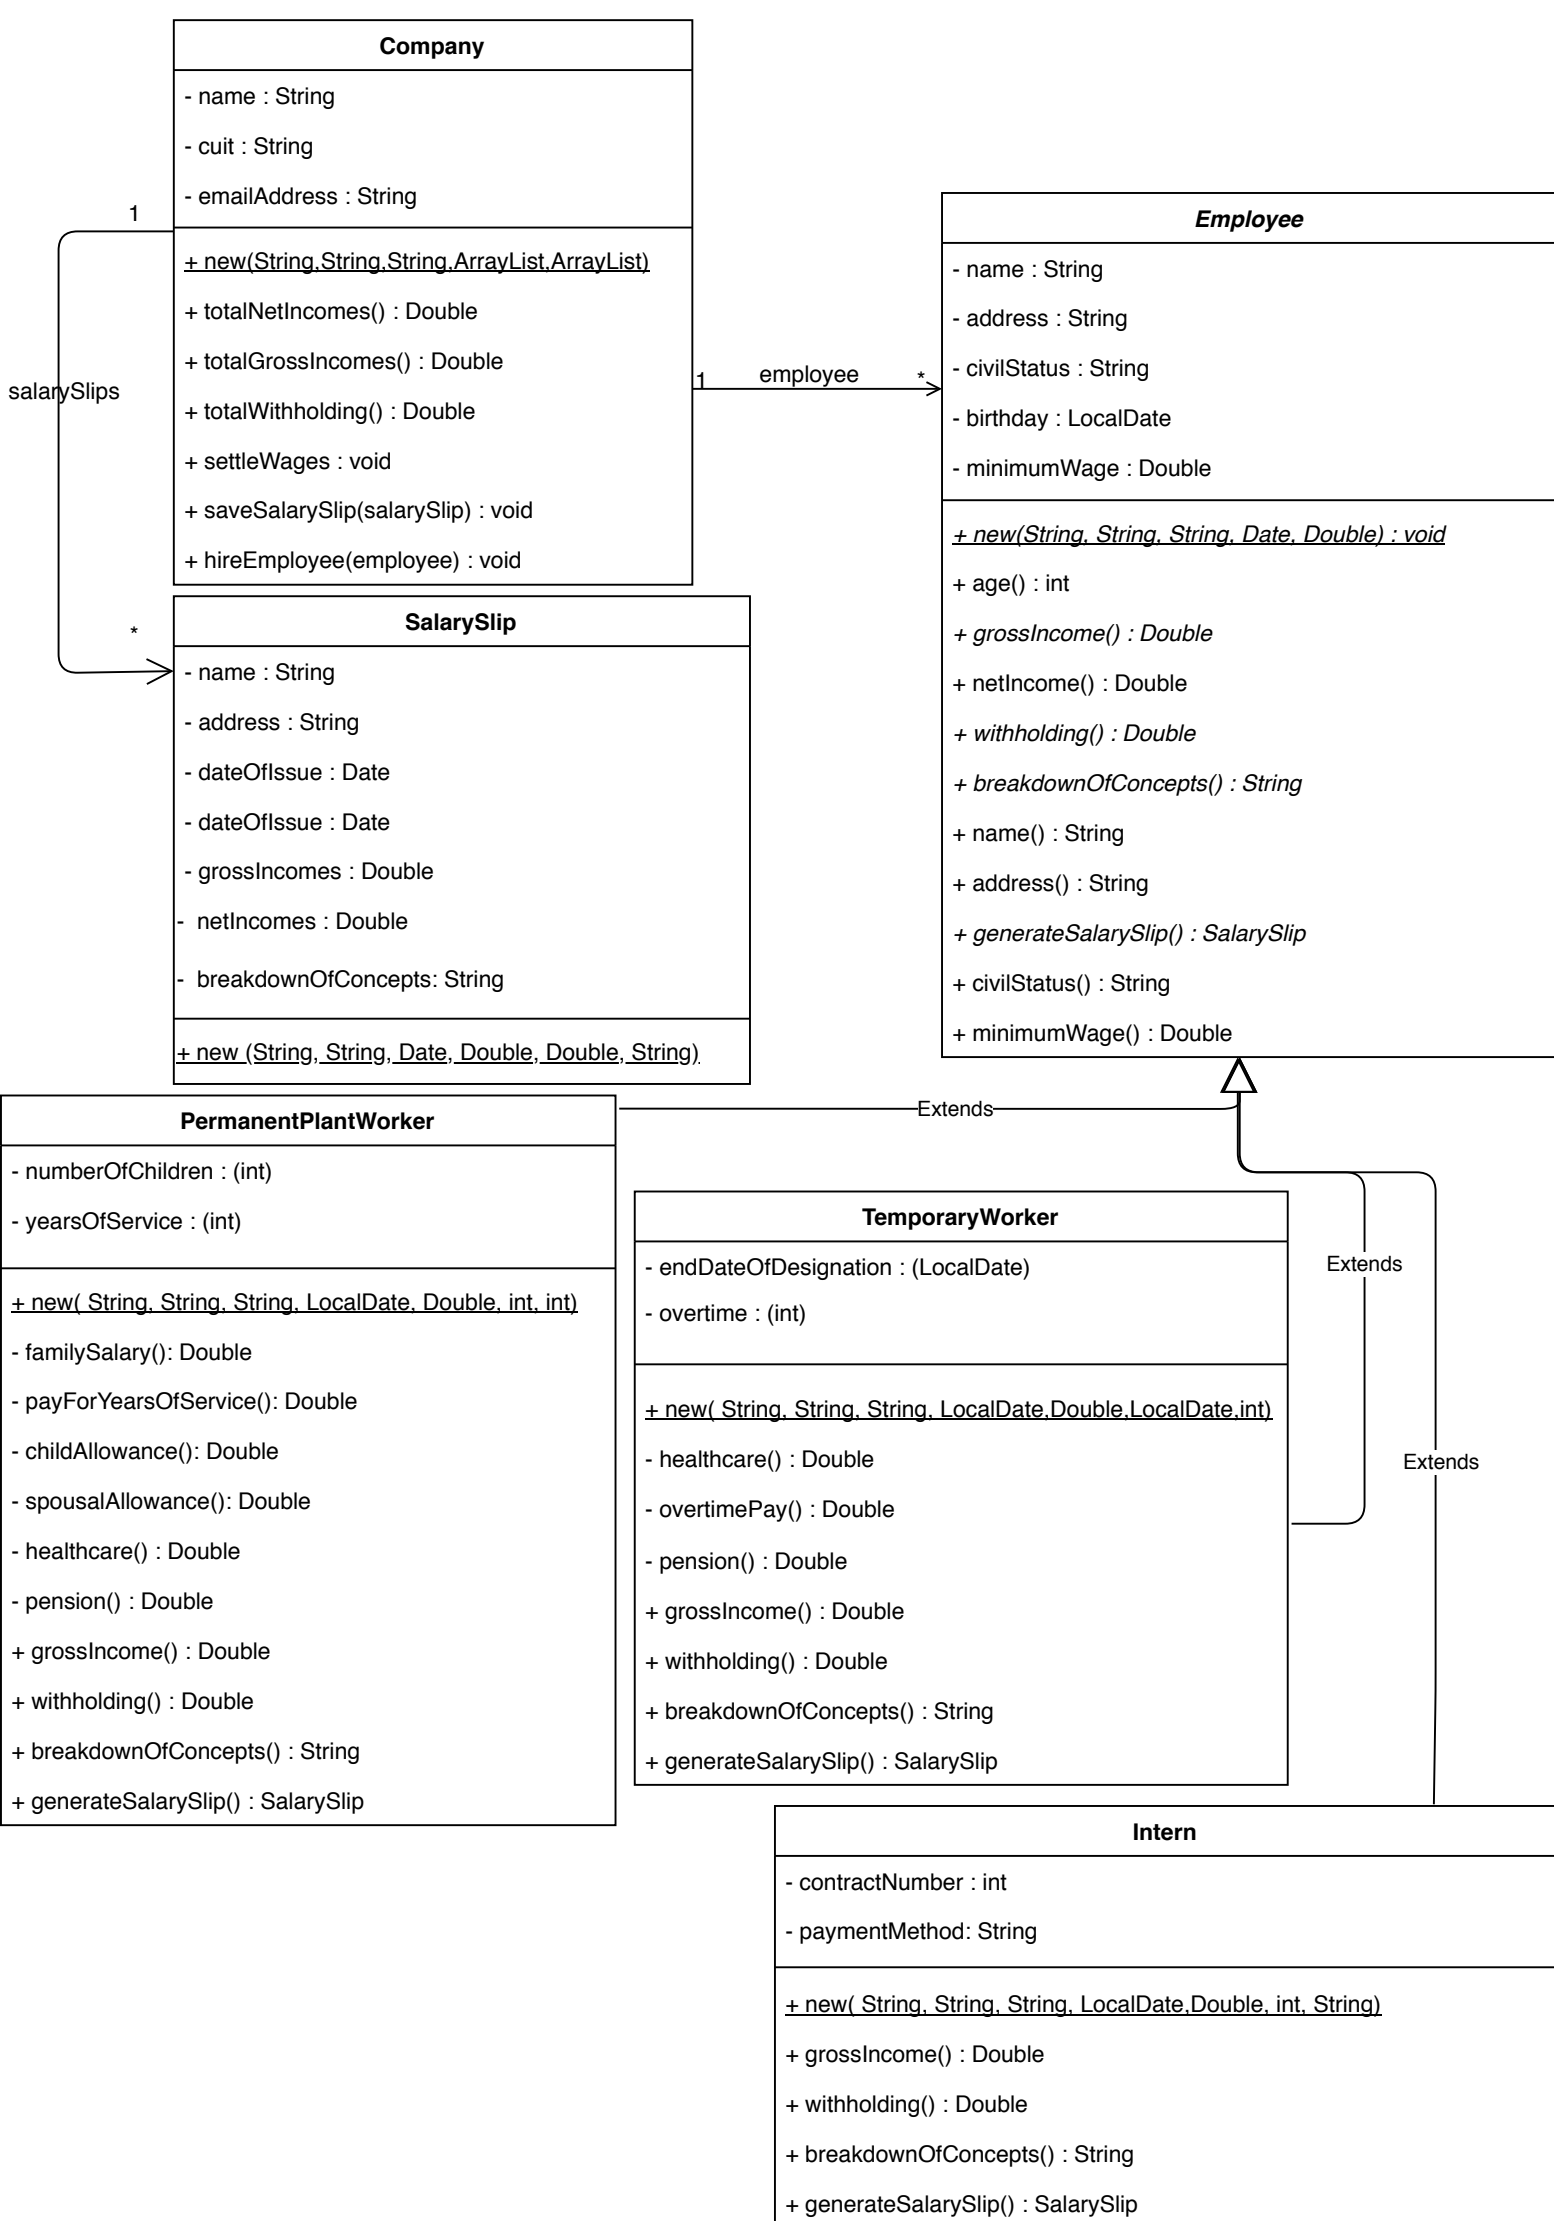 Company
- name : String
- cuit : String
- emailAddress : String
+ new(String,String,String,ArrayList,ArrayList)
+ totalNetIncomes() : Double
+ totalGrossIncomes() : Double
+ totalWithholding() : Double
+ settleWages : void
+ saveSalarySlip(salarySlip) : void
+ hireEmployee(employee) : void
1
salarySlips
*
1
employee
*
Employee
- name : String
- address : String
- civilStatus : String
- birthday : LocalDate
- minimumWage : Double
+ new(String, String, String, Date, Double) : void
+ age() : int
+ grossIncome() : Double
+ netIncome() : Double
+ withholding() : Double
+ breakdownOfConcepts() : String
+ name() : String
+ address() : String
+ generateSalarySlip() : SalarySlip
+ civilStatus() : String
+ minimumWage() : Double
SalarySlip
- name : String
- address : String
- dateOfIssue : Date
- dateOfIssue : Date
- grossIncomes : Double
- netIncomes : Double
- breakdownOfConcepts: String
+ new (String, String, Date, Double, Double, String)
Extends
Extends
Extends
PermanentPlantWorker
- numberOfChildren : (int)
- yearsOfService : (int)
+ new( String, String, String, LocalDate, Double, int, int)
- familySalary(): Double
- payForYearsOfService(): Double
- childAllowance(): Double
- spousalAllowance(): Double
- healthcare() : Double
- pension() : Double
+ grossIncome() : Double
+ withholding() : Double
+ breakdownOfConcepts() : String
+ generateSalarySlip() : SalarySlip
TemporaryWorker
- endDateOfDesignation : (LocalDate)
- overtime : (int)
+ new( String, String, String, LocalDate,Double,LocalDate,int)
- healthcare() : Double
- overtimePay() : Double
- pension() : Double
+ grossIncome() : Double
+ withholding() : Double
+ breakdownOfConcepts() : String
+ generateSalarySlip() : SalarySlip
Intern
- contractNumber : int
- paymentMethod: String
+ new( String, String, String, LocalDate,Double, int, String)
+ grossIncome() : Double
+ withholding() : Double
+ breakdownOfConcepts() : String
+ generateSalarySlip() : SalarySlip